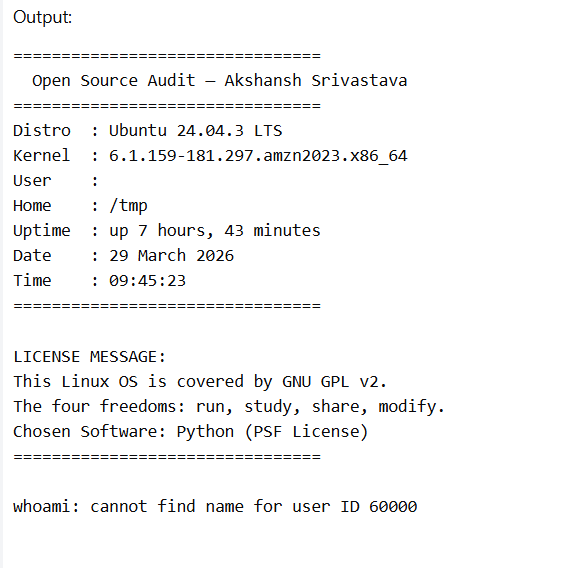 Output:
================================
  Open Source Audit — Akshansh Srivastava
================================
Distro  : Ubuntu 24.04.3 LTS
Kernel  : 6.1.159-181.297.amzn2023.x86_64
User    :
Home    : /tmp
Uptime  : up 7 hours, 43 minutes
Date    : 29 March 2026
Time    : 09:45:23
================================

LICENSE MESSAGE:
This Linux OS is covered by GNU GPL v2.
The four freedoms: run, study, share, modify.
Chosen Software: Python (PSF License)
================================

whoami: cannot find name for user ID 60000